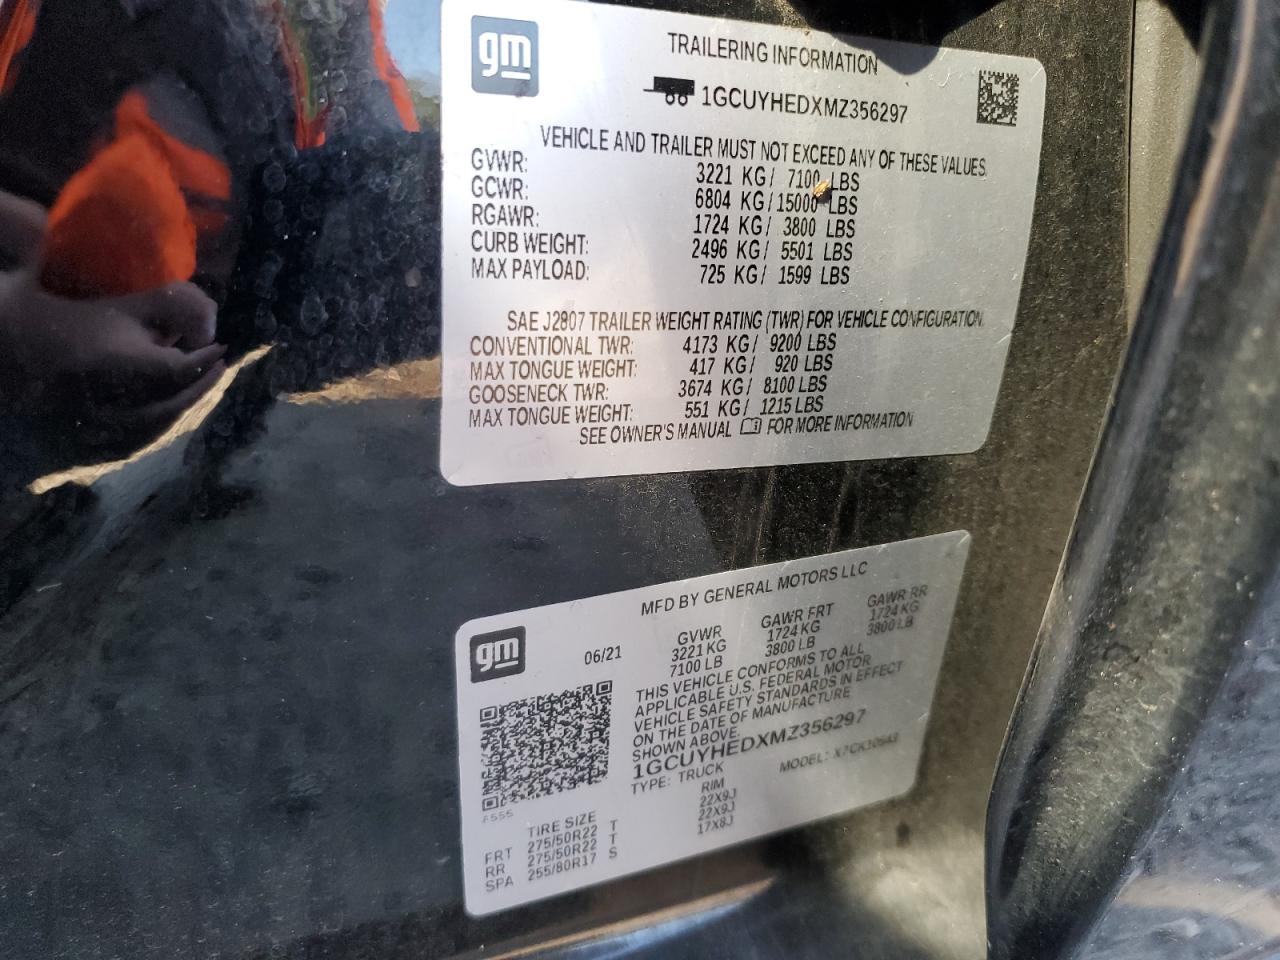 gm
TRAILERING INFORMATION
1GCUYHEDXMZ356297
VEHICLE AND TRAILER MUST NOT EXCEED ANY OF THESE VALUES.
GVWR: 3221 KG/ 7100 LBS
GCWR: 6804 KG/ 15000 LBS
RGAWR: 1724 KG/ 3800 LBS
CURB WEIGHT: 2496 KG/ 5501 LBS
MAX PAYLOAD: 725 KG/ 1599 LBS
SAE J2807 TRAILER WEIGHT RATING (TWR) FOR VEHICLE CONFIGURATION.
CONVENTIONAL TWR: 4173 KG/ 9200 LBS
MAX TONGUE WEIGHT: 417 KG/ 920 LBS
GOOSENECK TWR: 3674 KG/ 8100 LBS
MAX TONGUE WEIGHT: 551 KG/ 1215 LBS
SEE OWNER'S MANUAL FOR MORE INFORMATION
gm
MFD BY GENERAL MOTORS LLC
06/21
GVWR GAWR FRT GAWR RR
3221 KG 1724 KG 1724 KG
7100 LB 3800 LB 3800 LB
THIS VEHICLE CONFORMS TO ALL
APPLICABLE U.S. FEDERAL MOTOR
VEHICLE SAFETY STANDARDS IN EFFECT
ON THE DATE OF MANUFACTURE
SHOWN ABOVE.
1GCUYHEDXMZ356297
TYPE: TRUCK MODEL:
TIRE SIZE RIM
FRT 275/50R22 T 22X9J
RR 275/50R22 T 22X9J
SPA 255/80R17 S 17X8J